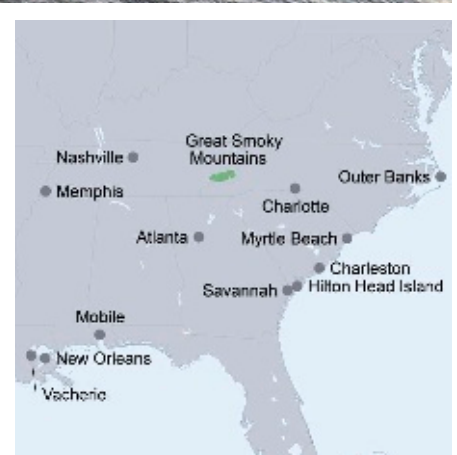 Great Smoky
Mountains
Nashville
Outer Banks
Memphis
Charlotte
Atlanta
Myrtle Beach
Charleston
Savannah
Hilton Head Island
Mobile
New Orleans
Vacherie